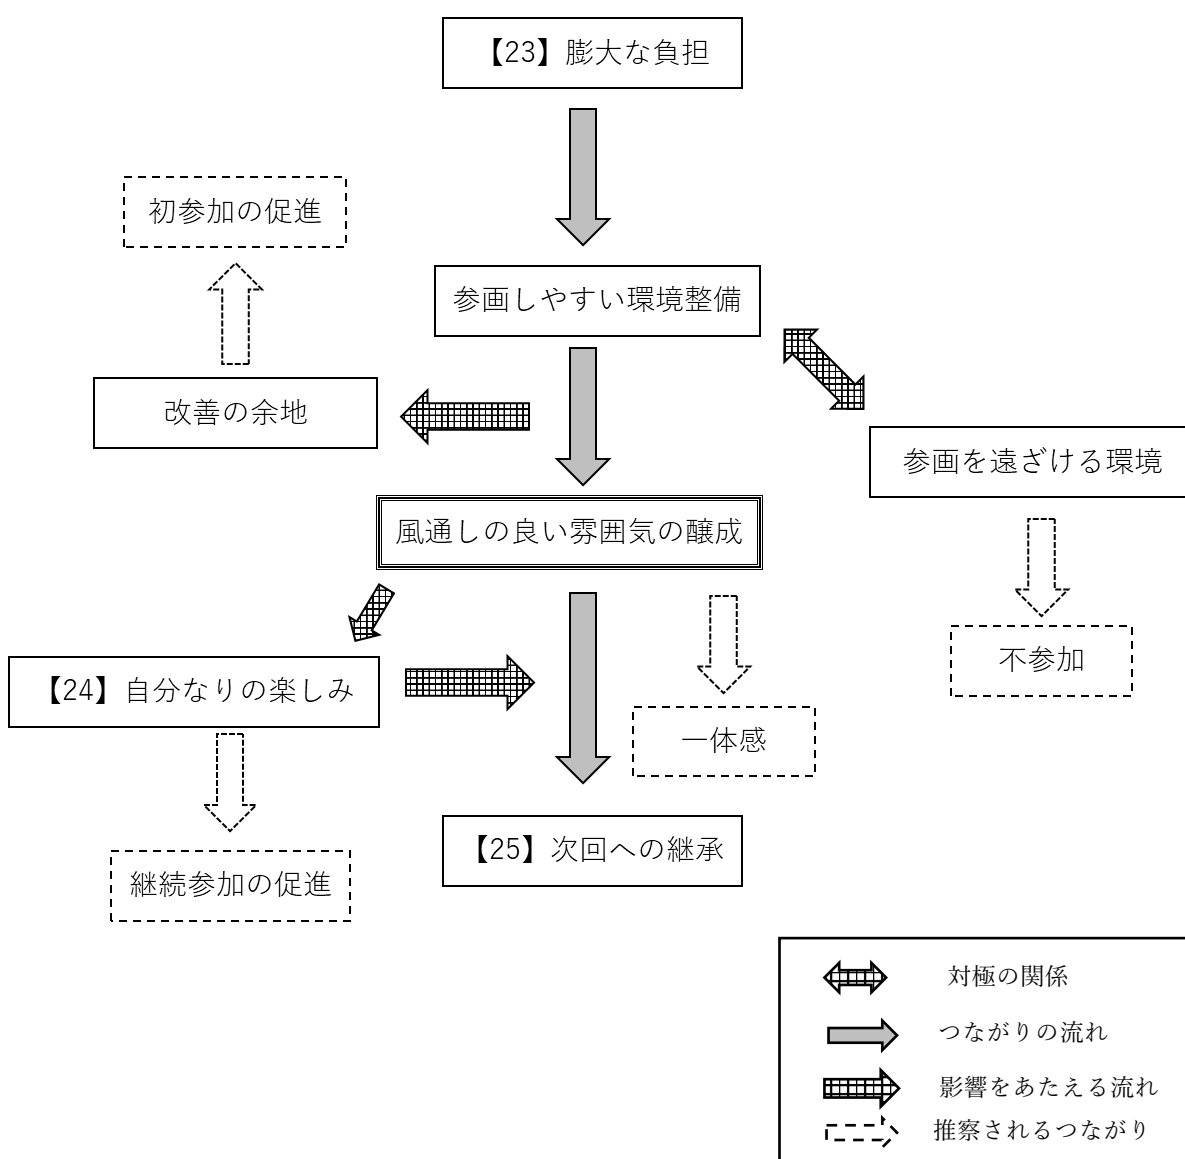 【23】膨大な負担
初参加の促進
参画しやすい環境整備
改善の余地
参画を遠ざける環境
風通しの良い雰囲気の醸成
不参加
【24】自分なりの楽しみ
一体感
【25】次回への継承
継続参加の促進
対極の関係
つながりの流れ
影響をあたえる流れ
推察されるつながり